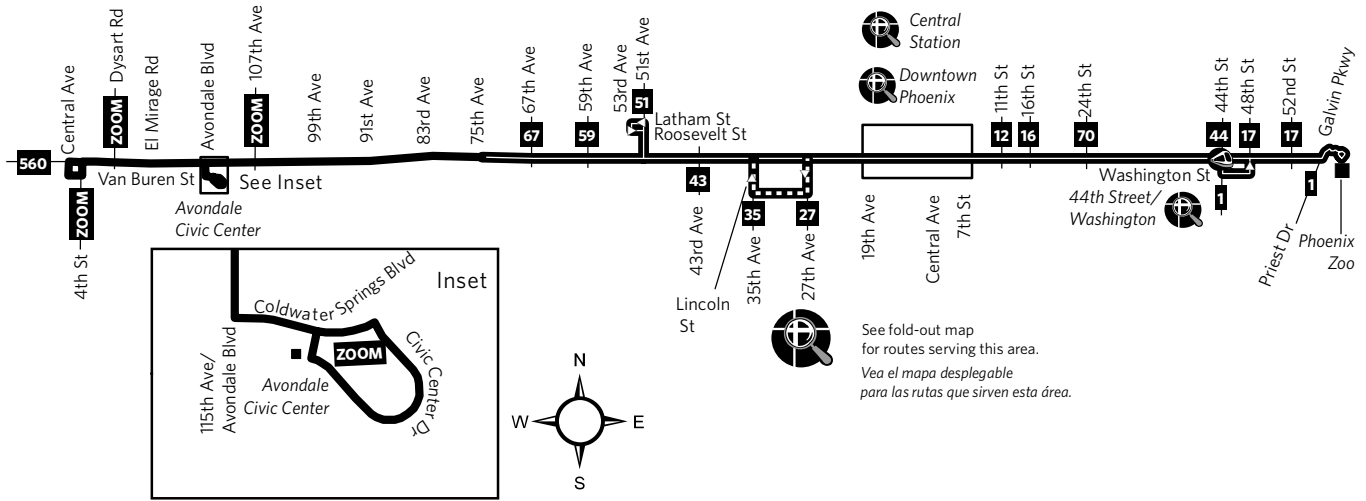 Central Ave
Dysart Rd
ZOOM
El Mirage Rd
Avondale Blvd
107th Ave
ZOOM
99th Ave
91st Ave
83rd Ave
75th Ave
67th Ave
67
59th Ave
59
53rd Ave
51st Ave
51
Latham St
Roosevelt St
Central
Station
Downtown
Phoenix
11th St
12
16th St
16
24th St
70
44th St
44
48th St
17
52nd St
17
Galvin Pkwy
560
Van Buren St
See Inset
ZOOM
4th St
Avondale
Civic Center
43
43rd Ave
35
35th Ave
27
27th Ave
Lincoln
St
19th Ave
Central Ave
7th St
Washington St
44th Street/
Washington
1
1
Priest Dr
Phoenix
Zoo
Inset
Coldwater Springs Blvd
ZOOM
Civic Center Dr
115th Ave/
Avondale Blvd
Avondale
Civic Center
N
W
E
S
See fold-out map
for routes serving this area.
Vea el mapa desplegable
para las rutas que sirven esta área.